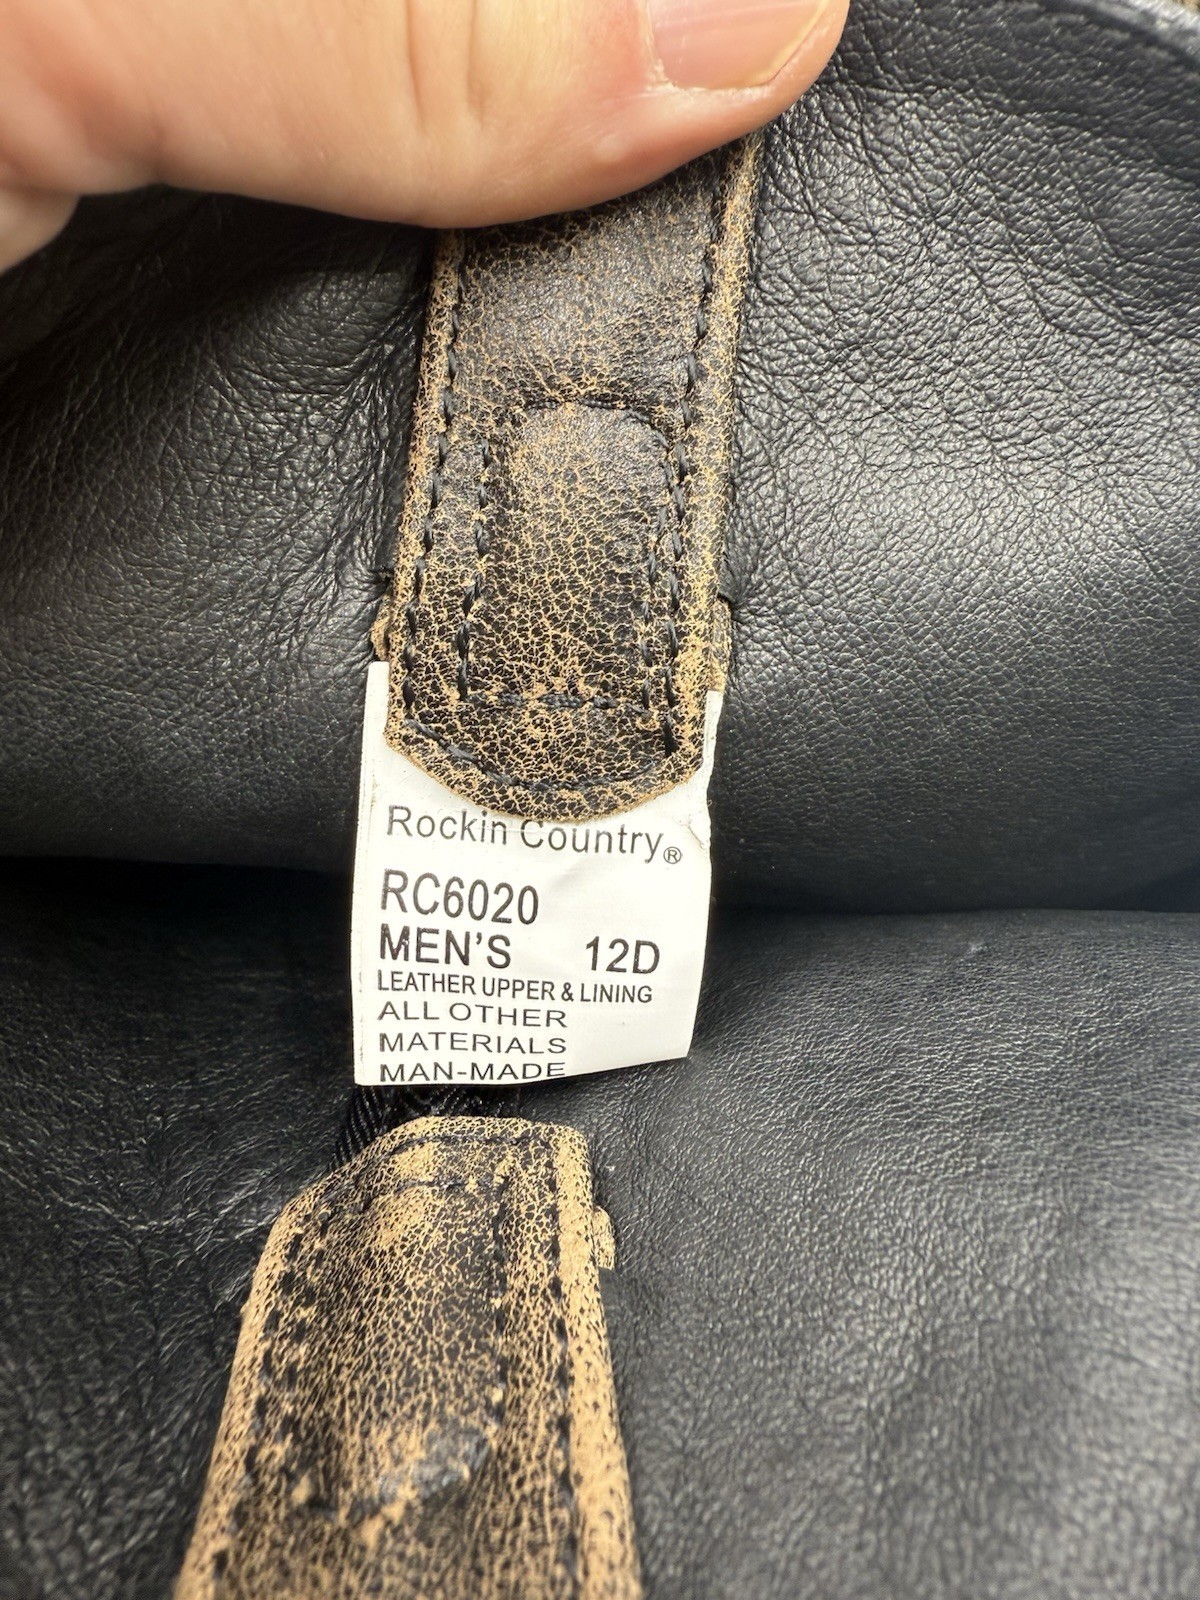 Rockin Country®
RC6020
MEN'S 12D
LEATHER UPPER & LINING
ALL OTHER
MATERIALS
MAN-MADE